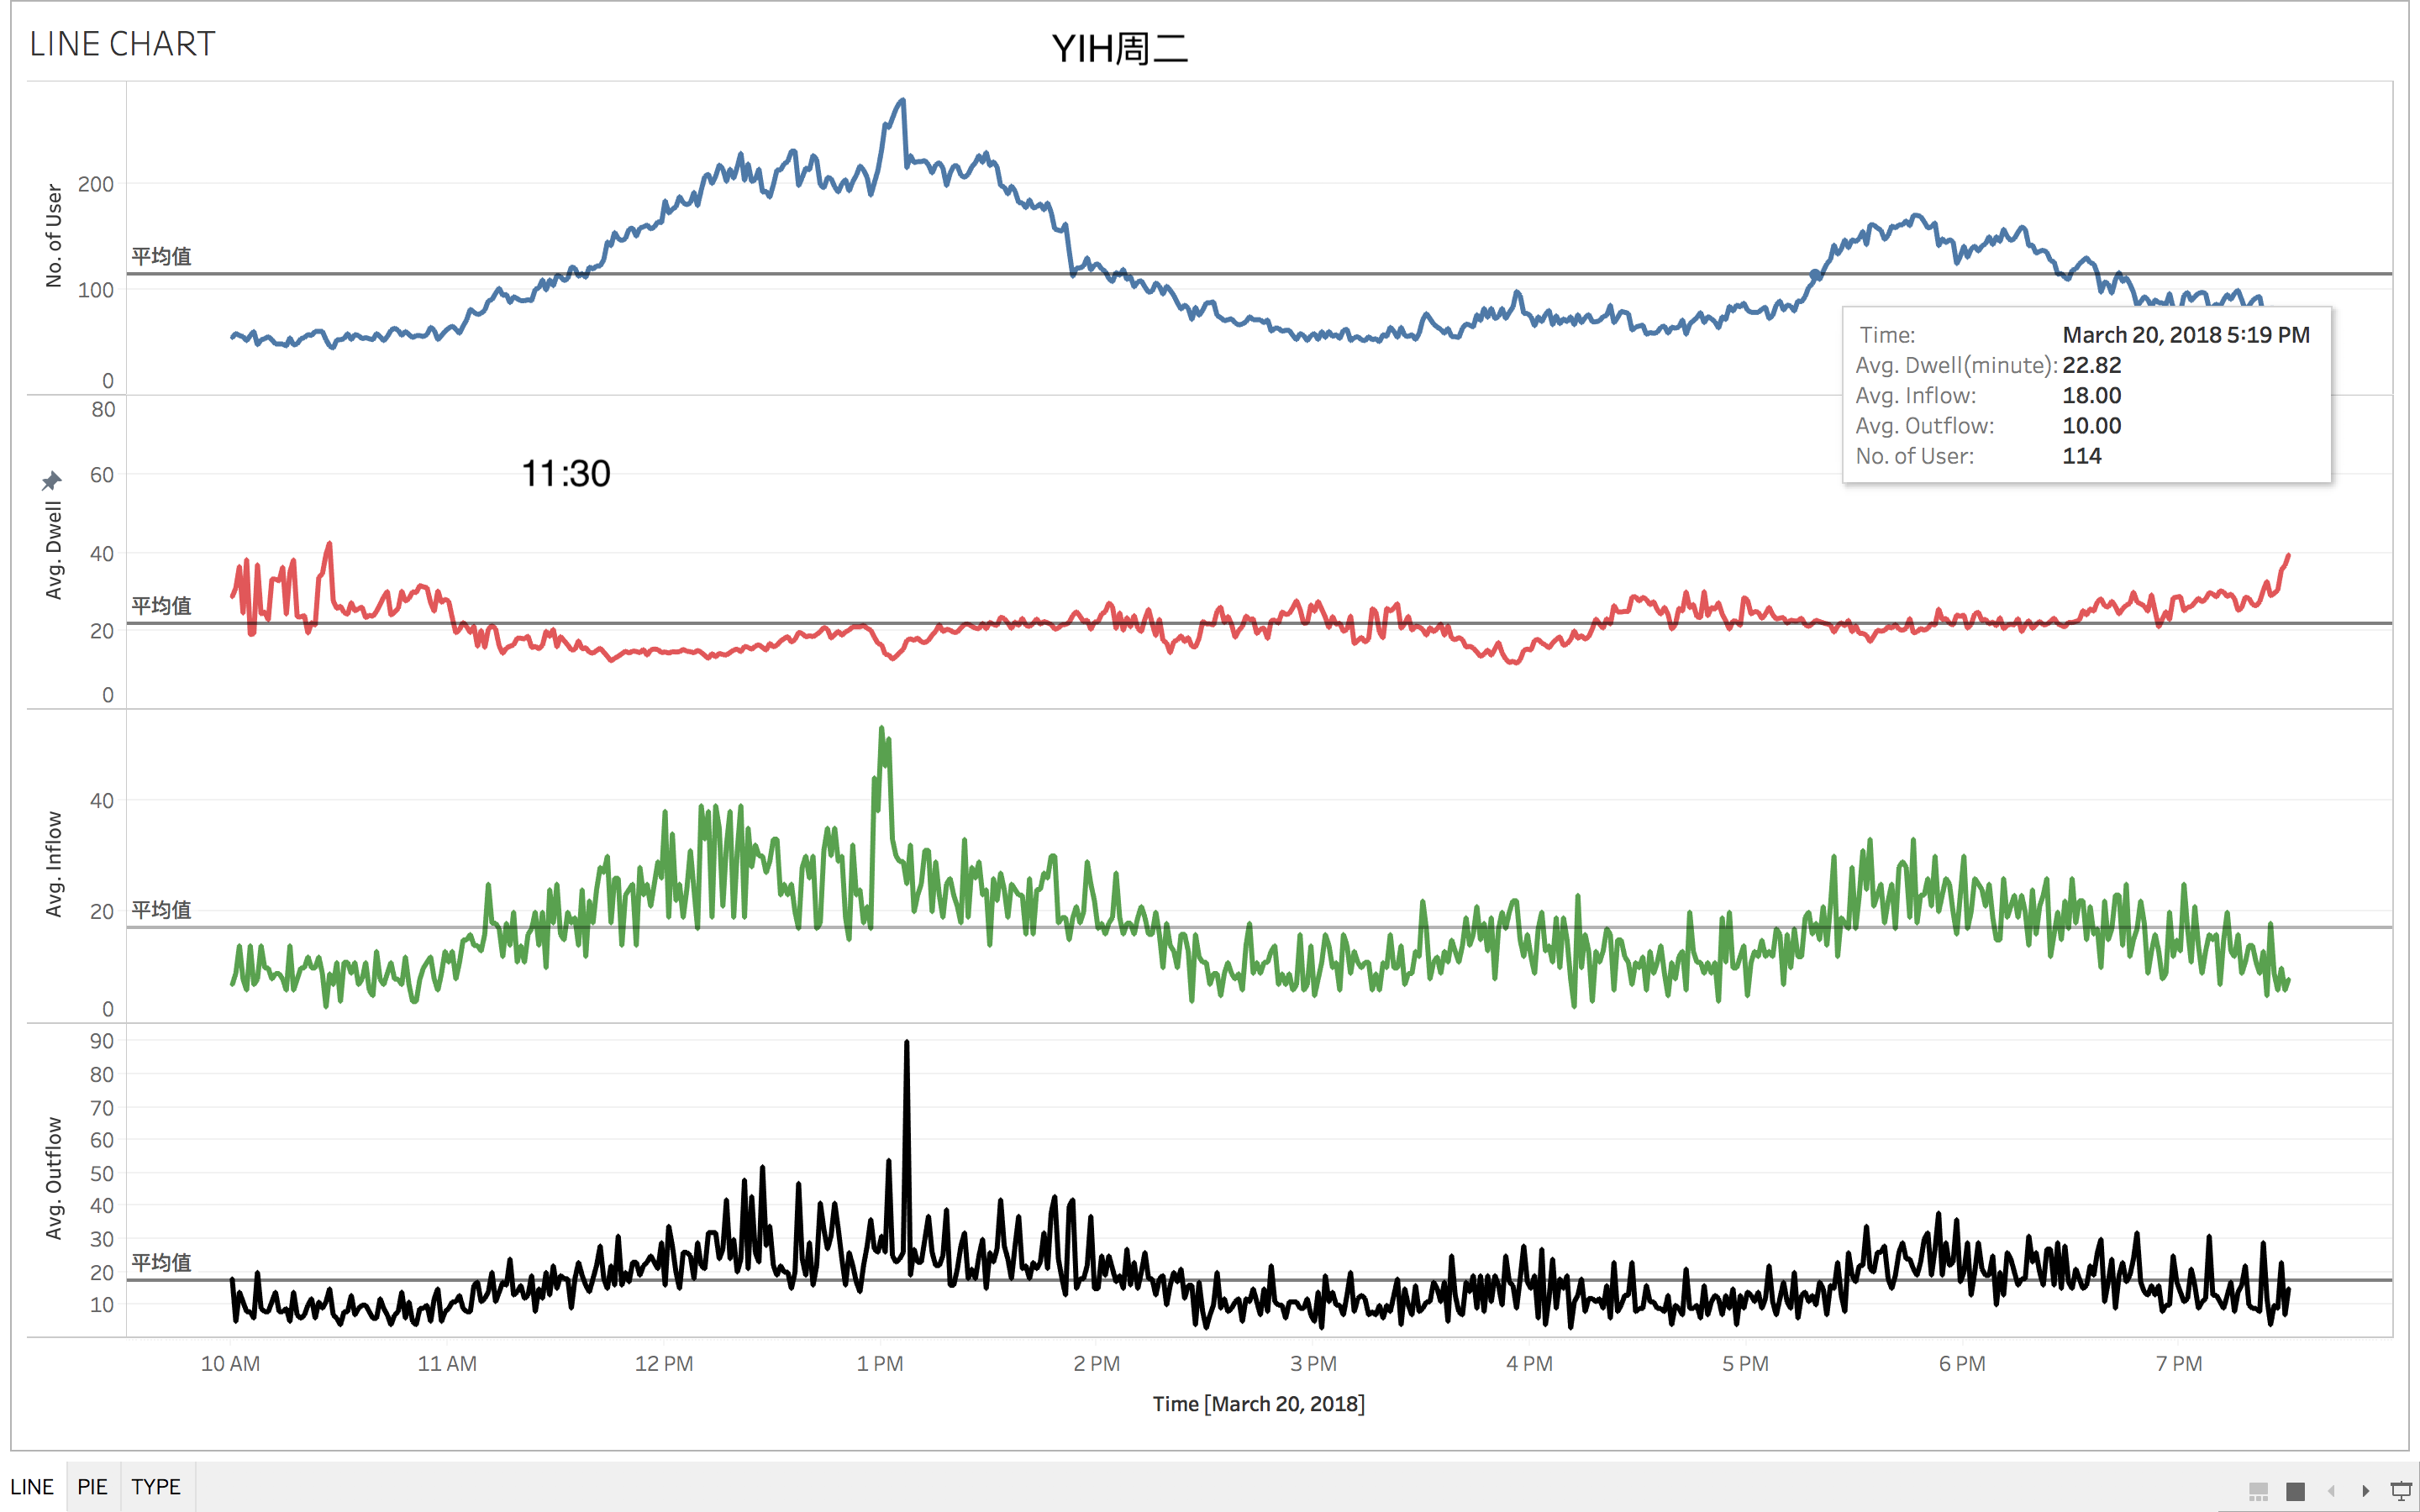 LINE CHART
YIH周二
No. of User
200
平均值
100
0
Avg. Dwell
80
60
11:30
40
平均值
20
0
Time: March 20, 2018 5:19 PM
Avg. Dwell(minute): 22.82
Avg. Inflow: 18.00
Avg. Outflow: 10.00
No. of User: 114
Avg. Inflow
40
20
平均值
0
Avg. Outflow
90
80
70
60
50
40
30
平均值
20
10
10 AM 11 AM 12 PM 1 PM 2 PM 3 PM 4 PM 5 PM 6 PM 7 PM
Time [March 20, 2018]
LINE PIE TYPE